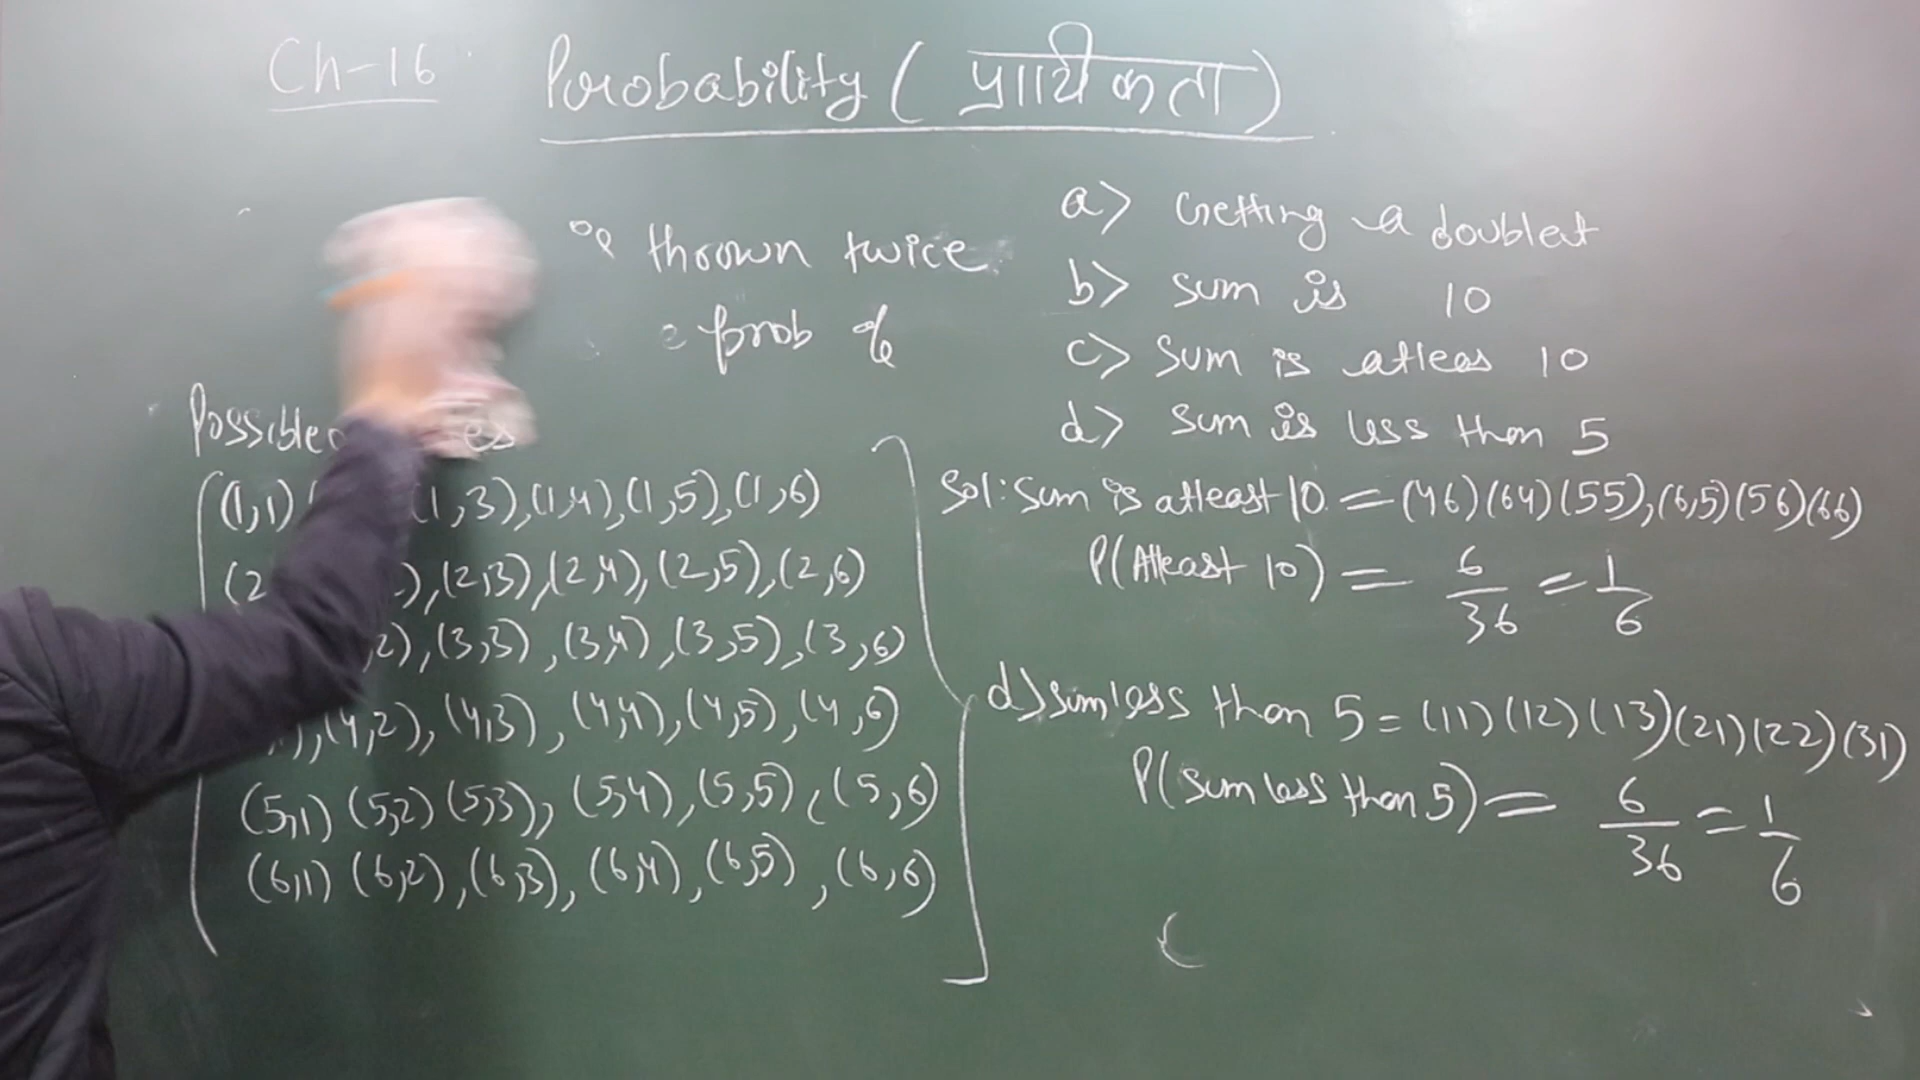 Ch-16 Probability ( प्रायिकता )
thrown twice
prob of
a> Getting a doublet
b> sum is 10
c> Sum is atleas 10
d> Sum is less than 5
Possible
(1,1) (1,3),(1,4),(1,5),(1,6)
(2 ),(2,3),(2,4),(2,5),(2,6)
2),(3,3),(3,4),(3,5),(3,6)
),(4,2),(4,3),(4,4),(4,5),(4,6)
(5,1) (5,2) (5,3),(5,4),(5,5),(5,6)
(6,1) (6,2),(6,3),(6,4),(6,5),(6,6)
Sol: Sum is atleast 10. = (46)(64)(55),(6,5)(56)(66)
P(Atleast 10) = 6/36 = 1/6
d) sum less than 5 = (11)(12)(13)(21)(22)(31)
P(Sum less than 5) = 6/36 = 1/6